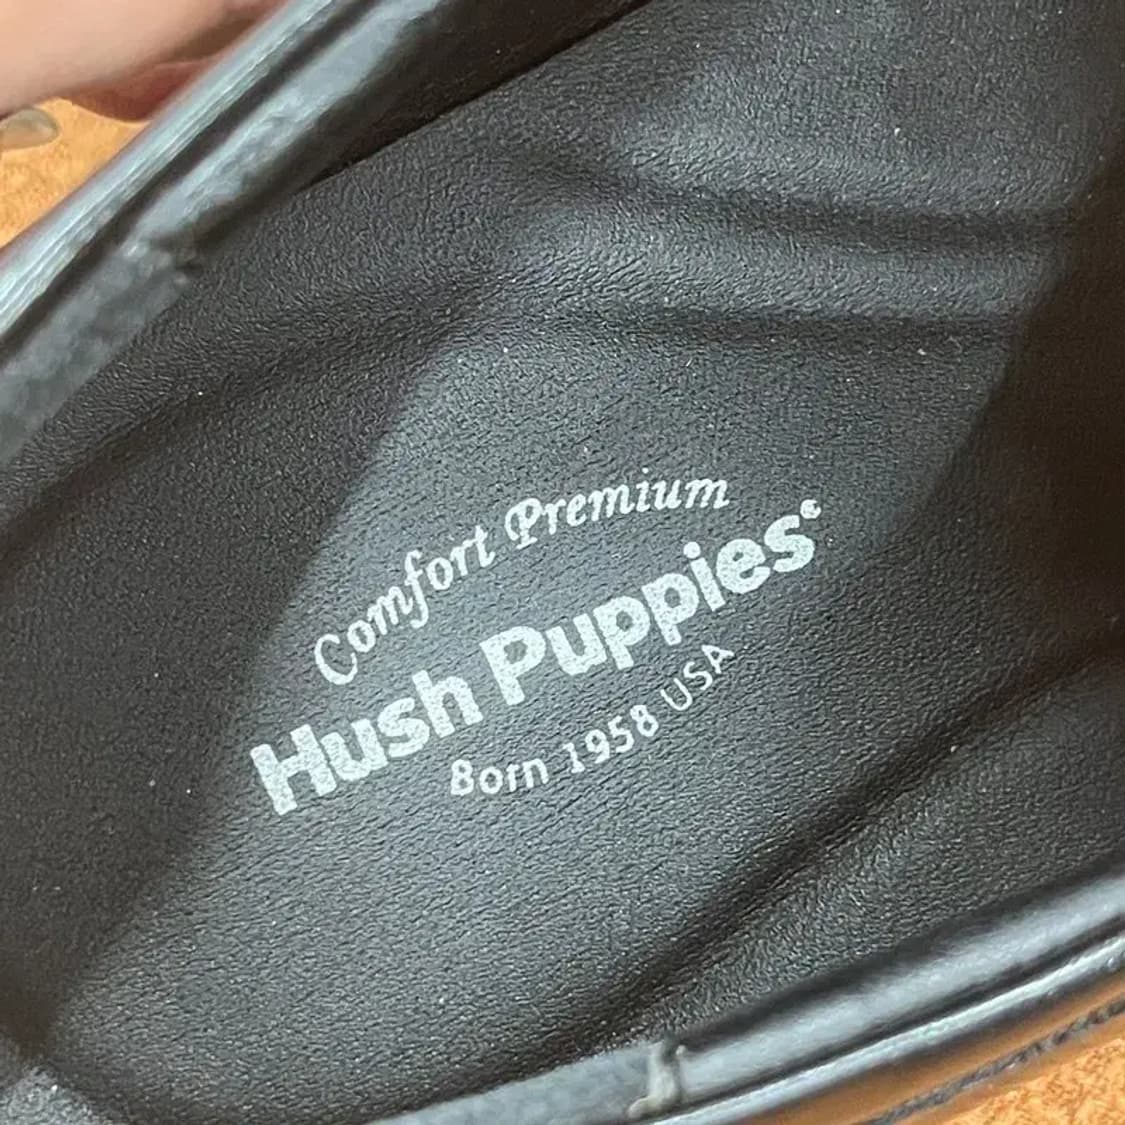 Comfort Premium
Hush Puppies
Born 1958 USA